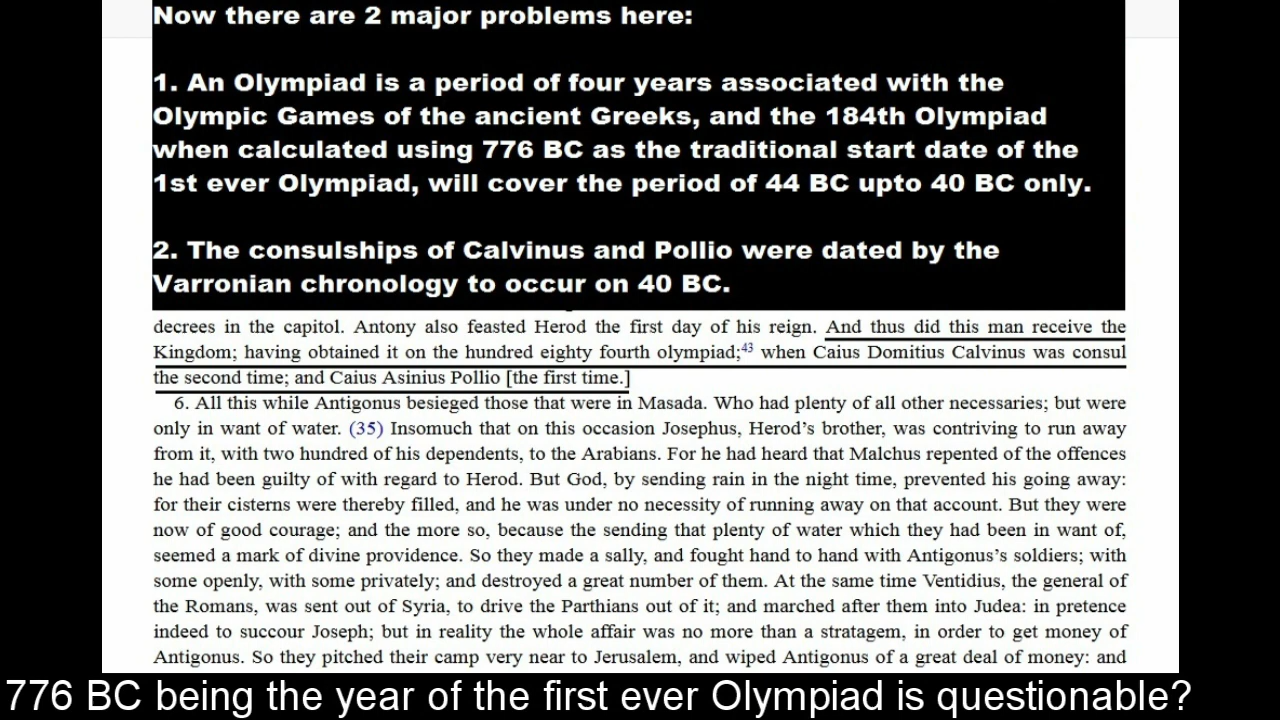 Now there are 2 major problems here:
1. An Olympiad is a period of four years associated with the
Olympic Games of the ancient Greeks, and the 184th Olympiad
when calculated using 776 BC as the traditional start date of the
1st ever Olympiad, will cover the period of 44 BC upto 40 BC only.
2. The consulships of Calvinus and Pollio were dated by the
Varronian chronology to occur on 40 BC.
decrees in the capitol. Antony also feasted Herod the first day of his reign. And thus did this man receive the
Kingdom; having obtained it on the hundred eighty fourth olympiad;43 when Caius Domitius Calvinus was consul
the second time; and Caius Asinius Pollio [the first time.]
6. All this while Antigonus besieged those that were in Masada. Who had plenty of all other necessaries; but were
only in want of water. (35) Insomuch that on this occasion Josephus, Herod's brother, was contriving to run away
from it, with two hundred of his dependents, to the Arabians. For he had heard that Malchus repented of the offences
he had been guilty of with regard to Herod. But God, by sending rain in the night time, prevented his going away:
for their cisterns were thereby filled, and he was under no necessity of running away on that account. But they were
now of good courage; and the more so, because the sending that plenty of water which they had been in want of,
seemed a mark of divine providence. So they made a sally, and fought hand to hand with Antigonus's soldiers; with
some openly, with some privately; and destroyed a great number of them. At the same time Ventidius, the general of
the Romans, was sent out of Syria, to drive the Parthians out of it; and marched after them into Judea: in pretence
indeed to succour Joseph; but in reality the whole affair was no more than a stratagem, in order to get money of
Antigonus. So they pitched their camp very near to Jerusalem, and wiped Antigonus of a great deal of money: and
776 BC being the year of the first ever Olympiad is questionable?